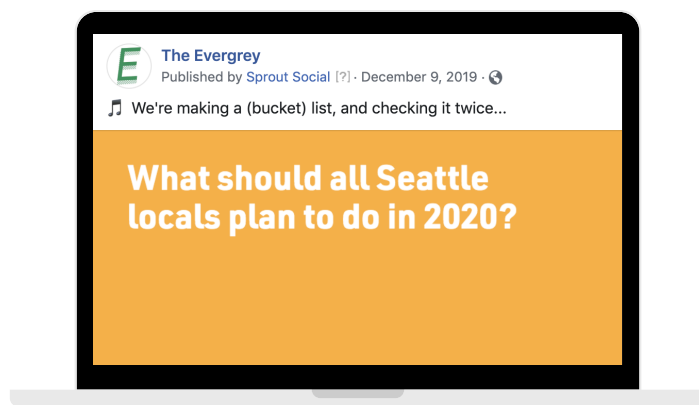 E
The Evergrey
Published by Sprout Social [?] · December 9, 2019 ·
🎵 We're making a (bucket) list, and checking it twice...
What should all Seattle
locals plan to do in 2020?